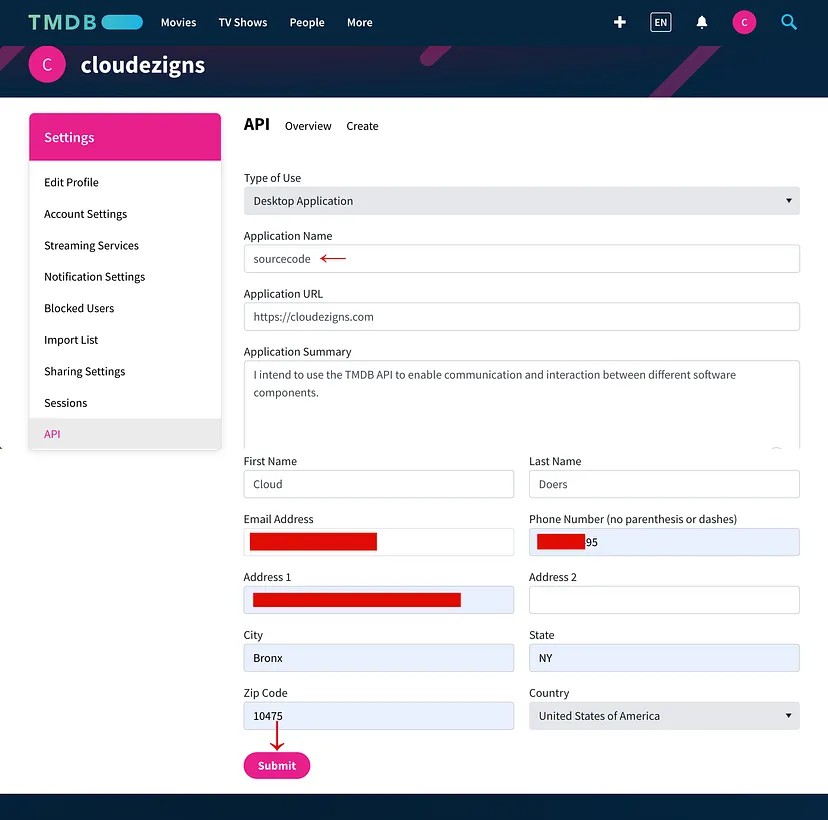 TMDB Movies TV Shows People More EN C
C cloudezigns
Settings
Edit Profile
Account Settings
Streaming Services
Notification Settings
Blocked Users
Import List
Sharing Settings
Sessions
API
API Overview Create
Type of Use
Desktop Application
Application Name
sourcecode
Application URL
https://cloudezigns.com
Application Summary
I intend to use the TMDB API to enable communication and interaction between different software
components.
First Name Last Name
Cloud Doers
Email Address Phone Number (no parenthesis or dashes)
95
Address 1 Address 2
City State
Bronx NY
Zip Code Country
10475 United States of America
Submit